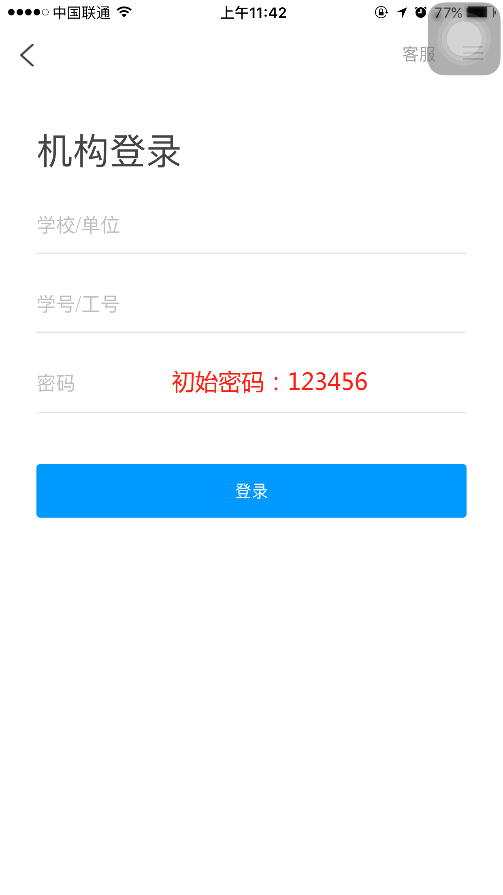 中国联通 上午11:42 77%
客服
机构登录
学校/单位
学号/工号
密码 初始密码：123456
登录